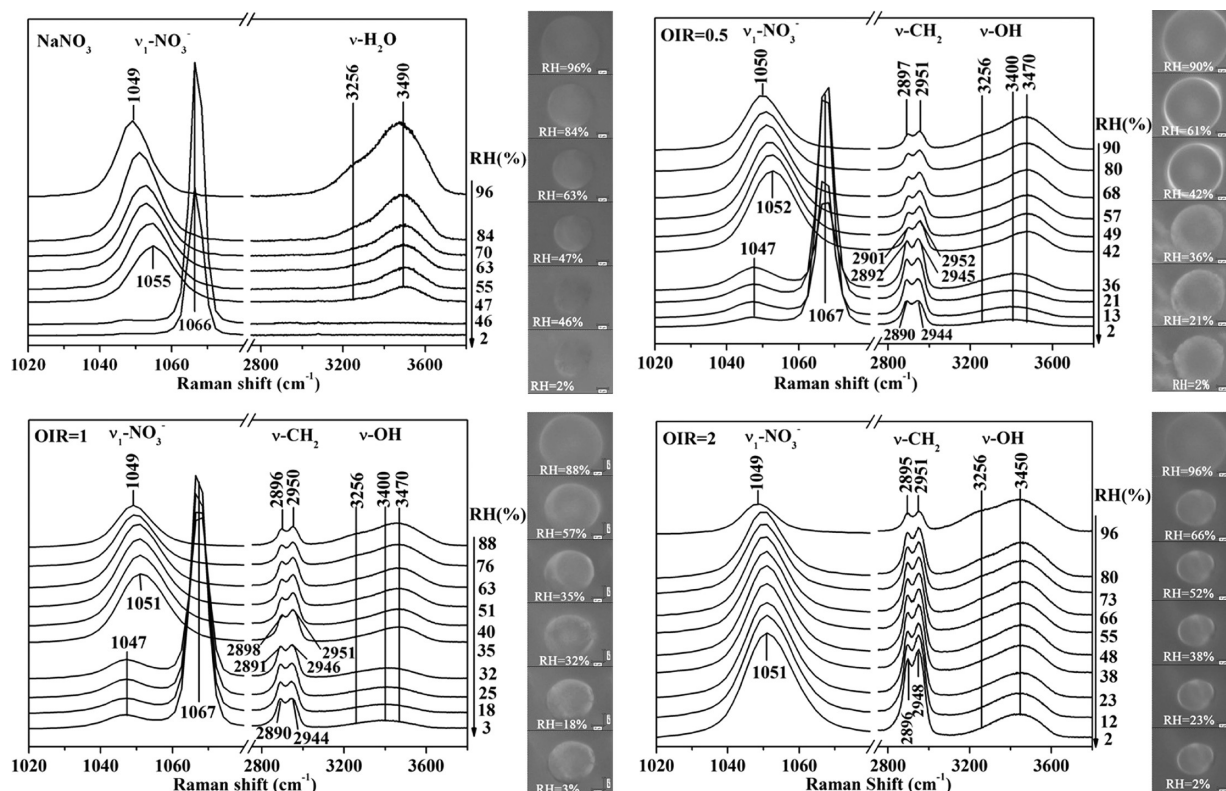 NaNO₃
ν₁-NO₃⁻
ν-H₂O
1049
3256
3490
1055
1066
RH(%)
96
84
70
63
55
47
46
2
1020
1040
1060
2800
3200
3600
Raman shift (cm⁻¹)
RH=96%
RH=84%
RH=63%
RH=47%
RH=46%
RH=2%
OIR=0.5
ν₁-NO₃⁻
ν-CH₂
ν-OH
1050
2897
2951
3256
3400
3470
1052
1047
1067
2901
2892
2952
2945
2890
2944
RH(%)
90
80
68
57
49
42
36
21
13
2
1020
1040
1060
2800
3200
3600
Raman shift (cm⁻¹)
RH=90%
RH=61%
RH=42%
RH=36%
RH=21%
RH=2%
OIR=1
ν₁-NO₃⁻
ν-CH₂
ν-OH
1049
2896
2950
3256
3400
3470
1051
1047
1067
2898
2891
2951
2946
2890
2944
RH(%)
88
76
63
51
40
35
32
25
18
3
1020
1040
1060
2800
3200
3600
Raman shift (cm⁻¹)
RH=88%
RH=57%
RH=35%
RH=32%
RH=18%
RH=3%
OIR=2
ν₁-NO₃⁻
ν-CH₂
ν-OH
1049
2895
2951
3256
3450
1051
2896
2948
RH(%)
96
80
73
66
55
48
38
23
12
2
1020
1040
1060
2800
3200
3600
Raman Shift (cm⁻¹)
RH=96%
RH=66%
RH=52%
RH=38%
RH=23%
RH=2%